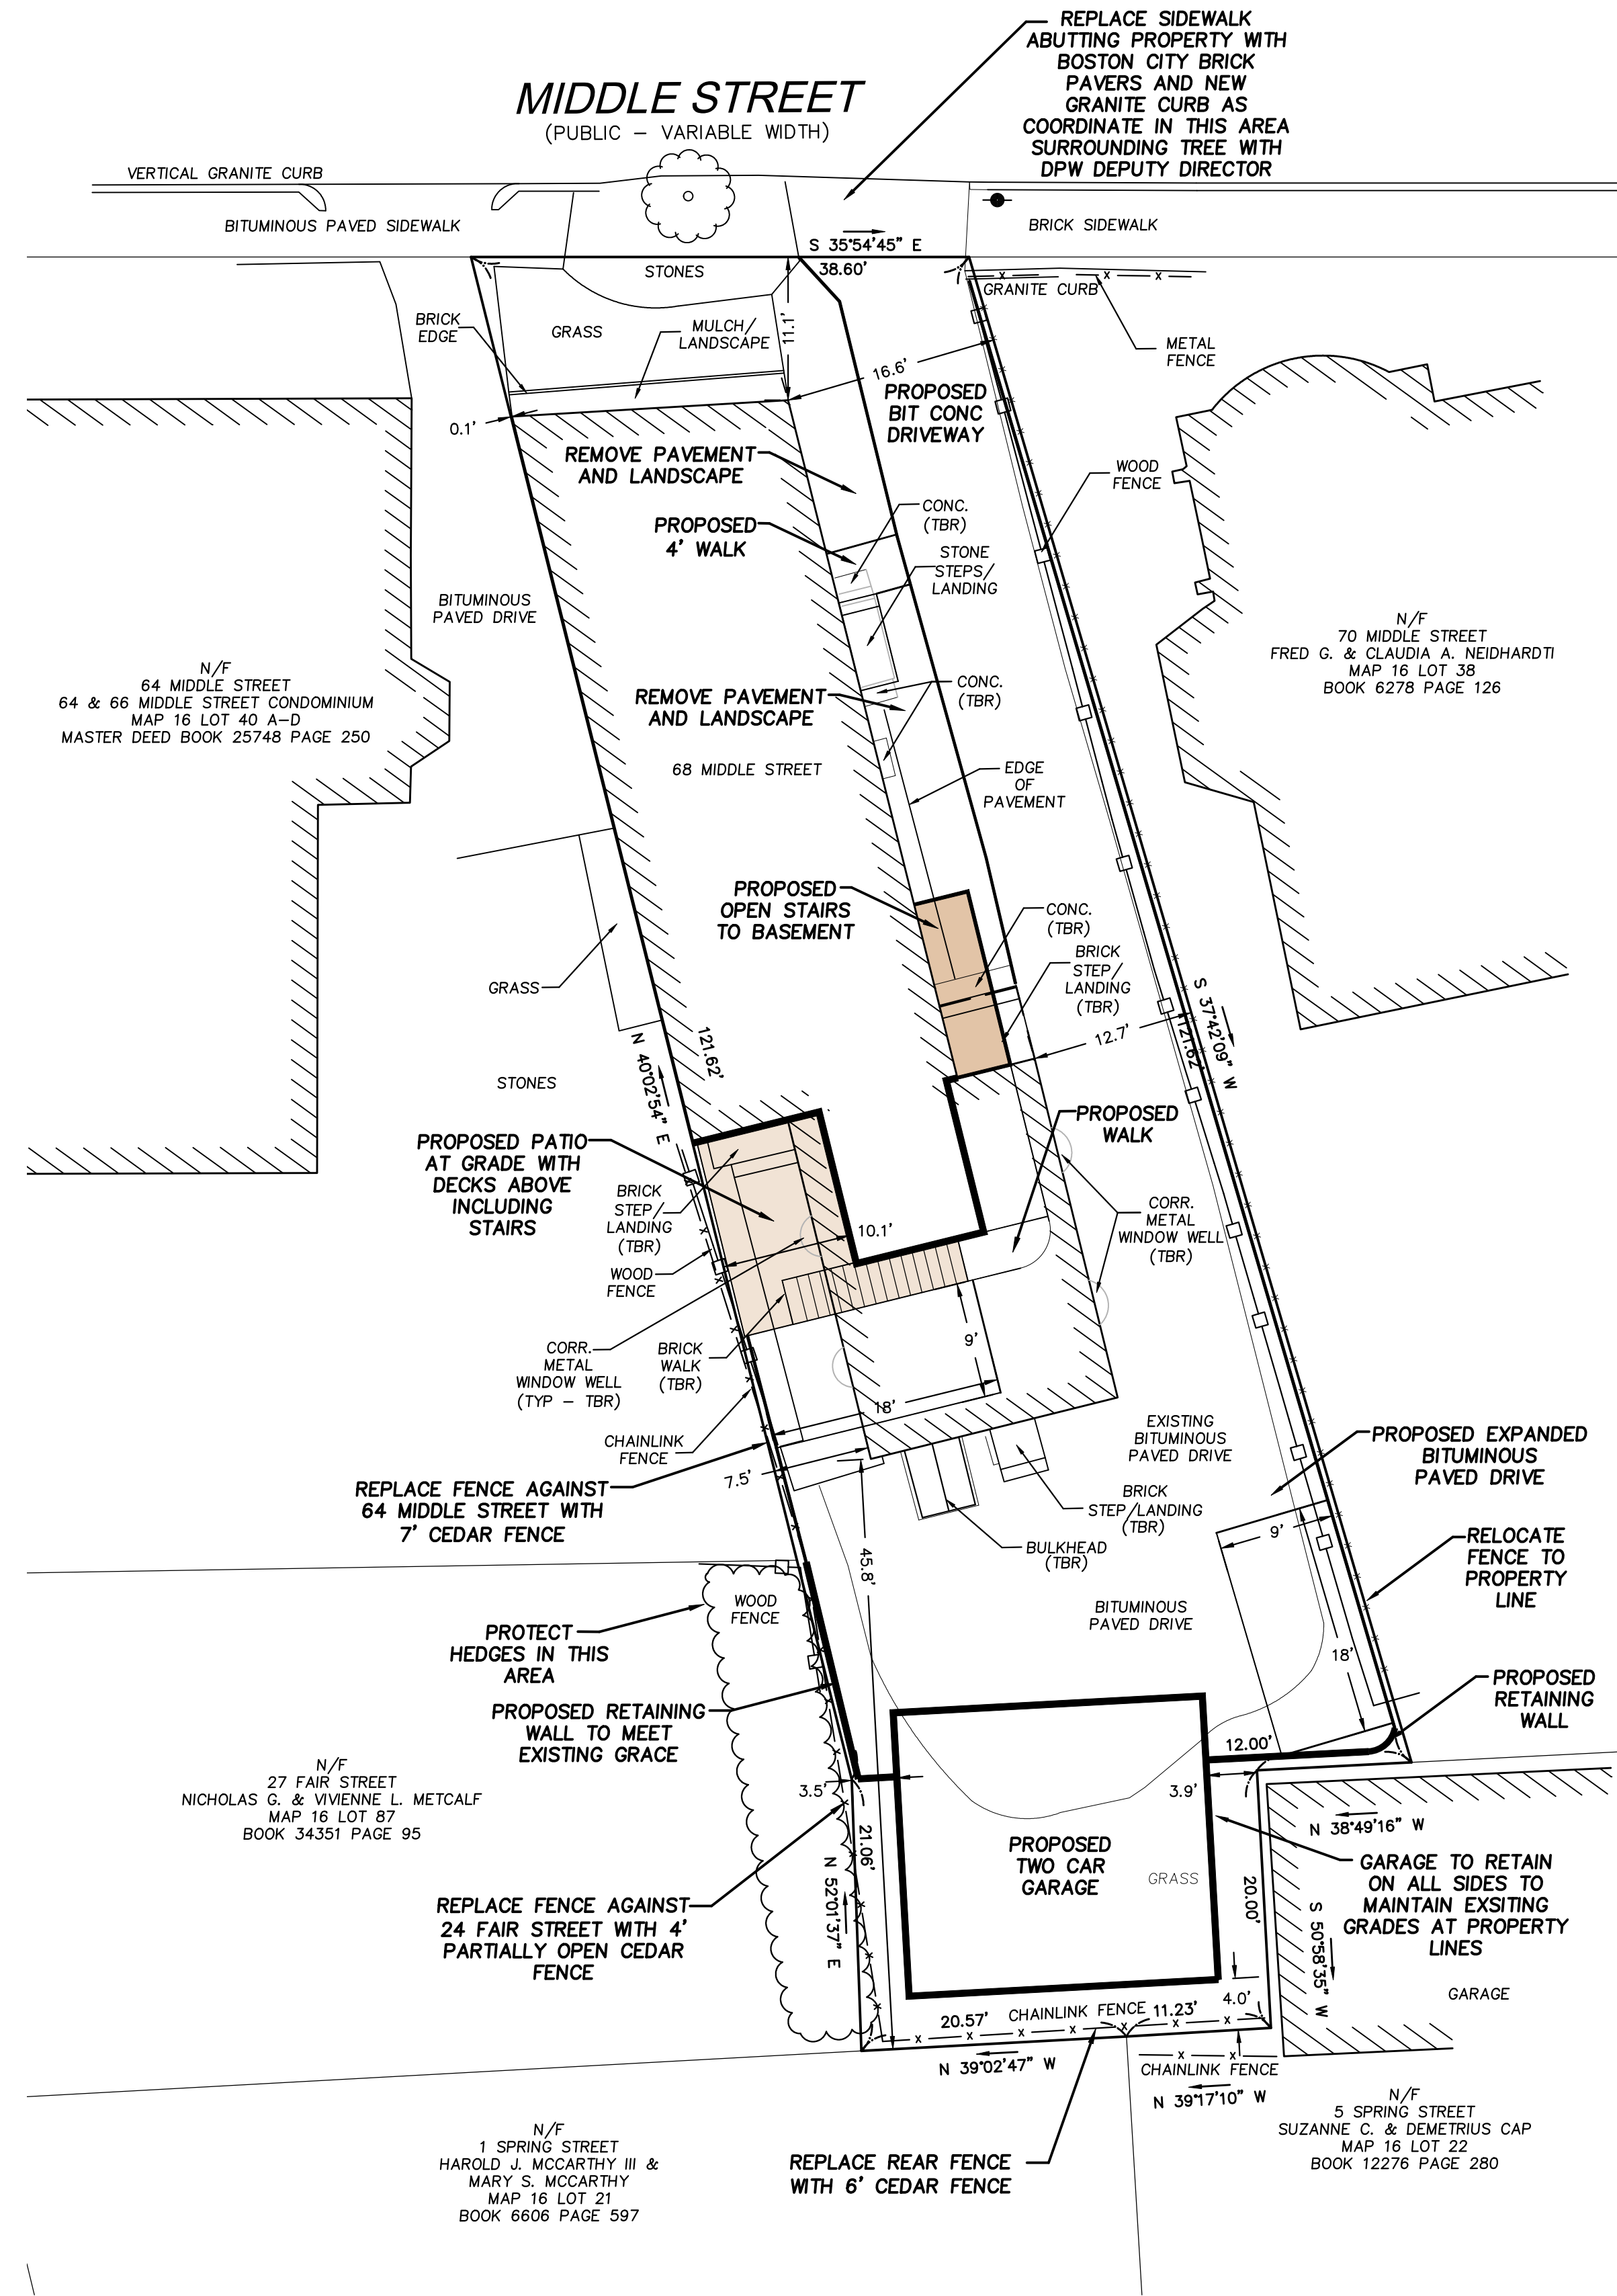 REPLACE SIDEWALK
ABUTTING PROPERTY WITH
BOSTON CITY BRICK
PAVERS AND NEW
GRANITE CURB AS
COORDINATE IN THIS AREA
SURROUNDING TREE WITH
DPW DEPUTY DIRECTOR
MIDDLE STREET
(PUBLIC – VARIABLE WIDTH)
VERTICAL GRANITE CURB
BITUMINOUS PAVED SIDEWALK
BRICK SIDEWALK
S 35°54'45" E
38.60'
STONES
GRANITE CURB
BRICK
EDGE
GRASS
MULCH/
LANDSCAPE
11.1'
METAL
FENCE
16.6'
PROPOSED
BIT CONC
DRIVEWAY
0.1'
REMOVE PAVEMENT
AND LANDSCAPE
WOOD
FENCE
PROPOSED
4' WALK
CONC.
(TBR)
STONE
STEPS/
LANDING
BITUMINOUS
PAVED DRIVE
N/F
64 MIDDLE STREET
64 & 66 MIDDLE STREET CONDOMINIUM
MAP 16 LOT 40 A–D
MASTER DEED BOOK 25748 PAGE 250
N/F
70 MIDDLE STREET
FRED G. & CLAUDIA A. NEIDHARDTI
MAP 16 LOT 38
BOOK 6278 PAGE 126
REMOVE PAVEMENT
AND LANDSCAPE
CONC.
(TBR)
68 MIDDLE STREET
EDGE
OF
PAVEMENT
PROPOSED
OPEN STAIRS
TO BASEMENT
CONC.
(TBR)
BRICK
STEP/
LANDING
(TBR)
GRASS
12.7'
S 37°42'09" W
121.62'
N 40°02'54" E
121.62'
STONES
PROPOSED
WALK
PROPOSED PATIO
AT GRADE WITH
DECKS ABOVE
INCLUDING
STAIRS
BRICK
STEP/
LANDING
(TBR)
10.1'
CORR.
METAL
WINDOW WELL
(TBR)
WOOD
FENCE
CORR.
METAL
WINDOW WELL
(TYP – TBR)
BRICK
WALK
(TBR)
9'
18'
CHAINLINK
FENCE
7.5'
EXISTING
BITUMINOUS
PAVED DRIVE
PROPOSED EXPANDED
BITUMINOUS
PAVED DRIVE
REPLACE FENCE AGAINST
64 MIDDLE STREET WITH
7' CEDAR FENCE
BRICK
STEP/LANDING
(TBR)
BULKHEAD
(TBR)
45.8'
9'
RELOCATE
FENCE TO
PROPERTY
LINE
WOOD
FENCE
BITUMINOUS
PAVED DRIVE
18'
PROTECT
HEDGES IN THIS
AREA
PROPOSED
RETAINING
WALL
PROPOSED RETAINING
WALL TO MEET
EXISTING GRACE
12.00'
N/F
27 FAIR STREET
NICHOLAS G. & VIVIENNE L. METCALF
MAP 16 LOT 87
BOOK 34351 PAGE 95
3.5'
3.9'
N 38°49'16" W
21.06'
N 52°01'37" E
PROPOSED
TWO CAR
GARAGE
GRASS
GARAGE TO RETAIN
ON ALL SIDES TO
MAINTAIN EXSITING
GRADES AT PROPERTY
LINES
20.00'
S 50°58'35" W
REPLACE FENCE AGAINST
24 FAIR STREET WITH 4'
PARTIALLY OPEN CEDAR
FENCE
GARAGE
4.0'
20.57'
CHAINLINK FENCE
11.23'
N 39°02'47" W
CHAINLINK FENCE
N 39°17'10" W
N/F
5 SPRING STREET
SUZANNE C. & DEMETRIUS CAP
MAP 16 LOT 22
BOOK 12276 PAGE 280
N/F
1 SPRING STREET
HAROLD J. MCCARTHY III &
MARY S. MCCARTHY
MAP 16 LOT 21
BOOK 6606 PAGE 597
REPLACE REAR FENCE
WITH 6' CEDAR FENCE